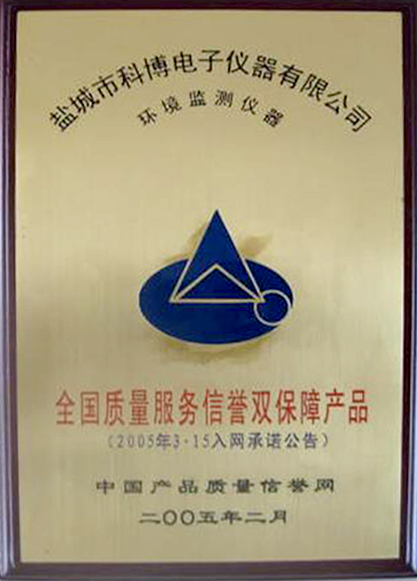 盐城市科博电子仪器有限公司
环境监测仪器
全国质量服务信誉双保障产品
(2005年3·15入网承诺公告)
中国产品质量信誉网
二〇〇五年二月